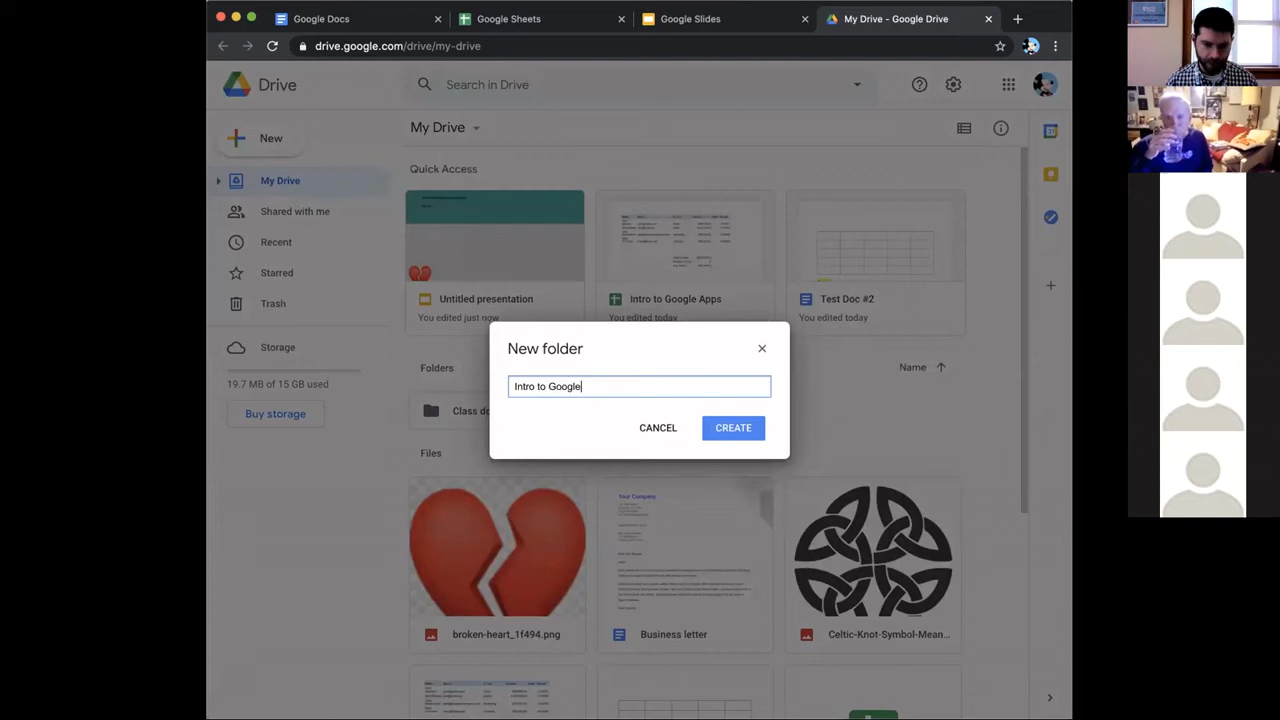 Google Docs
Google Sheets
Google Slides
My Drive - Google Drive
drive.google.com/drive/my-drive
Drive
Search in Drive
New
My Drive
My Drive
Shared with me
Recent
Starred
Trash
Storage
19.7 MB of 15 GB used
Buy storage
Quick Access
Untitled presentation
You edited just now
Intro to Google Apps
You edited today
Test Doc #2
You edited today
Folders
Name
Class do
New folder
Intro to Google
CANCEL
CREATE
Files
Your Company
broken-heart_1f494.png
Business letter
Celtic-Knot-Symbol-Mean...